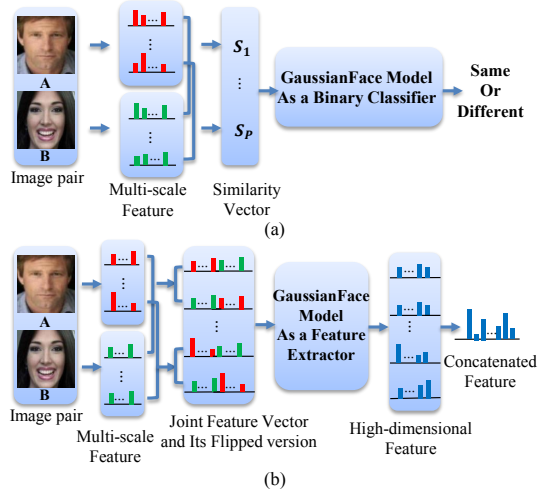 A
B
Image pair
...
⋮
...
...
⋮
...
Multi-scale
Feature
S1
⋮
SP
Similarity
Vector
GaussianFace Model
As a Binary Classifier
Same
Or
Different
(a)
A
B
Image pair
...
⋮
...
...
⋮
...
Multi-scale
Feature
...
...
⋮
...
...
Joint Feature Vector
and Its Flipped version
GaussianFace
Model
As a Feature
Extractor
...
...
⋮
...
...
High-dimensional
Feature
...
Concatenated
Feature
(b)